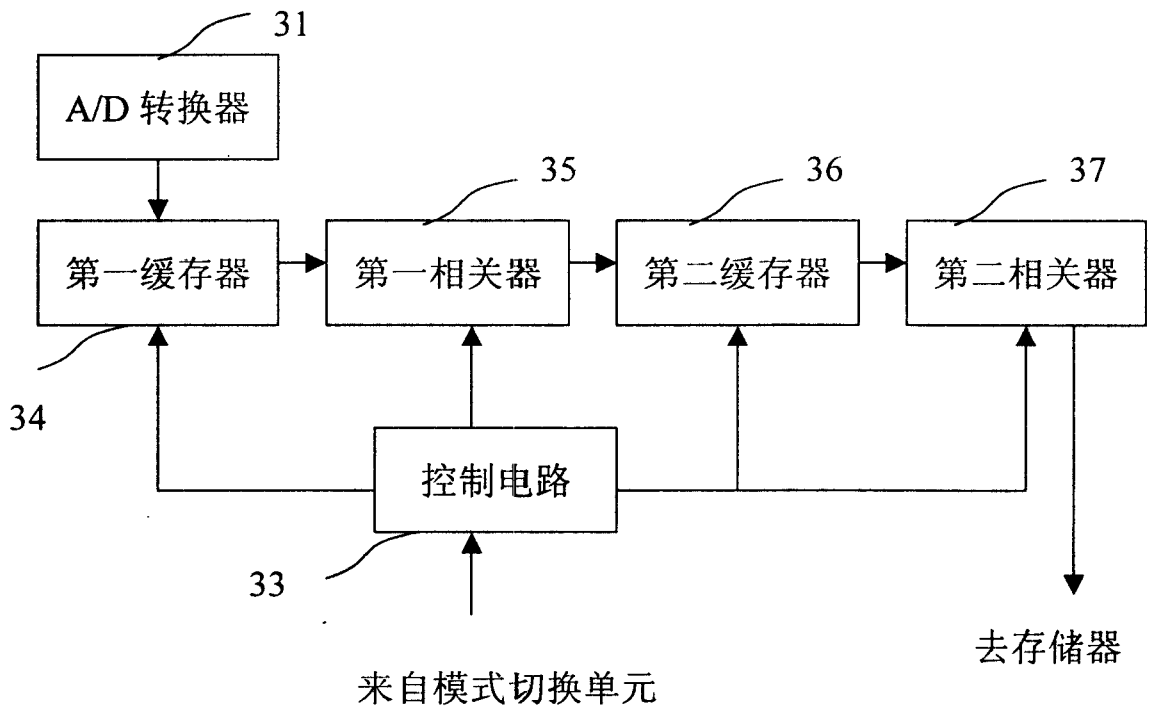 31
A/D 转换器
35
36
37
第一缓存器
第一相关器
第二缓存器
第二相关器
34
控制电路
33
去存储器
来自模式切换单元